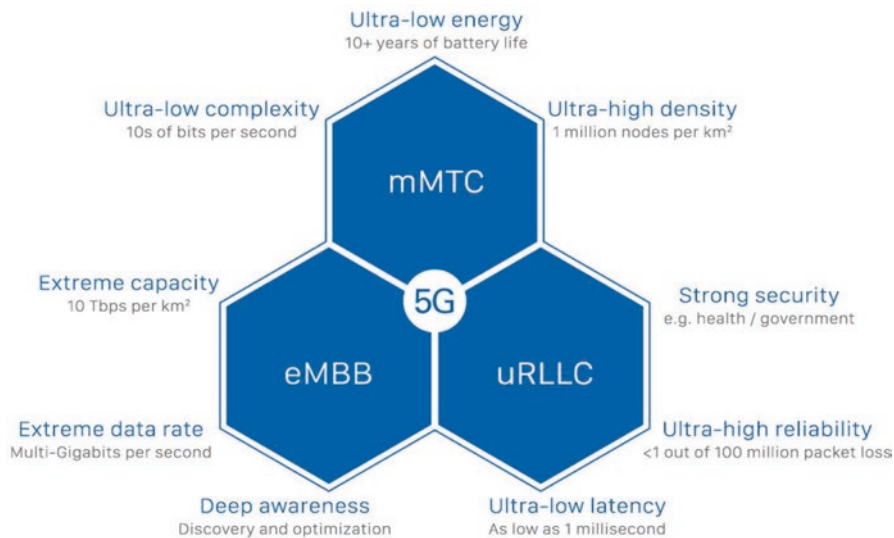 Ultra-low energy
10+ years of battery life
Ultra-low complexity
10s of bits per second
Ultra-high density
1 million nodes per km²
mMTC
Extreme capacity
10 Tbps per km²
5G
Strong security
e.g. health / government
eMBB
uRLLC
Extreme data rate
Multi-Gigabits per second
Ultra-high reliability
<1 out of 100 million packet loss
Deep awareness
Discovery and optimization
Ultra-low latency
As low as 1 millisecond